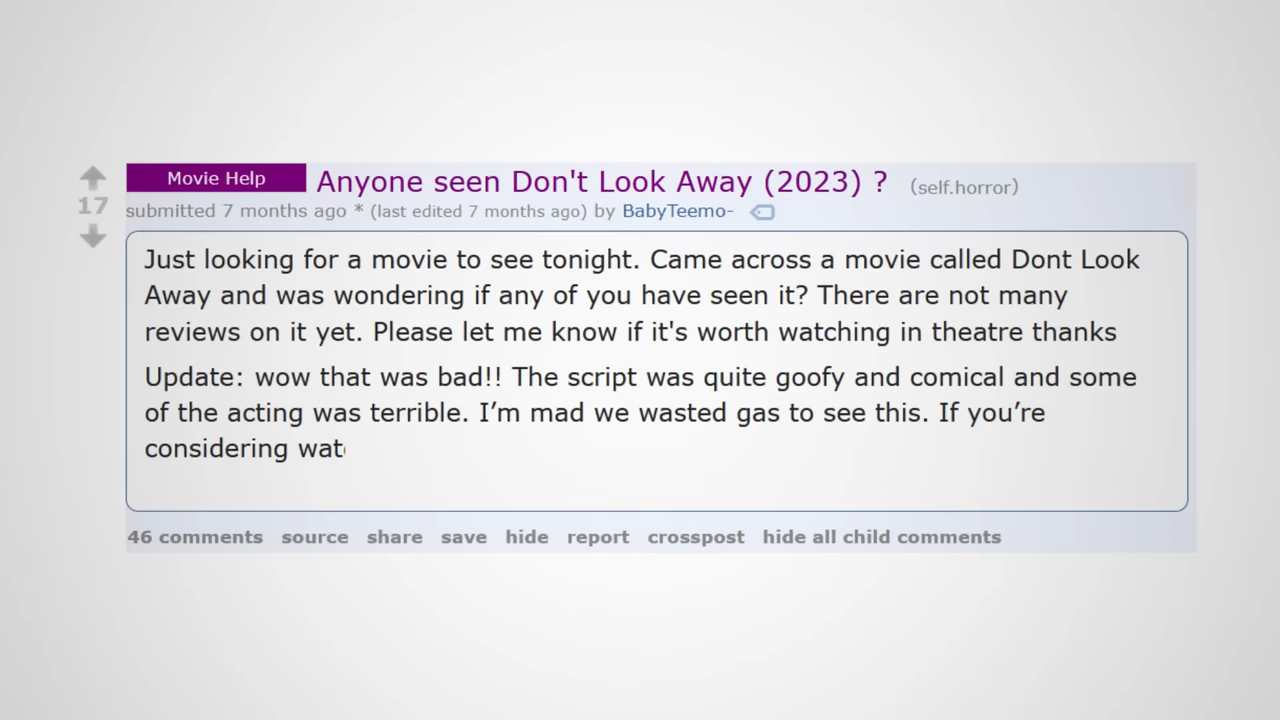 Movie Help Anyone seen Don't Look Away (2023) ? (self.horror)
17
submitted 7 months ago * (last edited 7 months ago) by BabyTeemo-
Just looking for a movie to see tonight. Came across a movie called Dont Look
Away and was wondering if any of you have seen it? There are not many
reviews on it yet. Please let me know if it's worth watching in theatre thanks
Update: wow that was bad!! The script was quite goofy and comical and some
of the acting was terrible. I’m mad we wasted gas to see this. If you’re
considering wat
46 comments source share save hide report crosspost hide all child comments